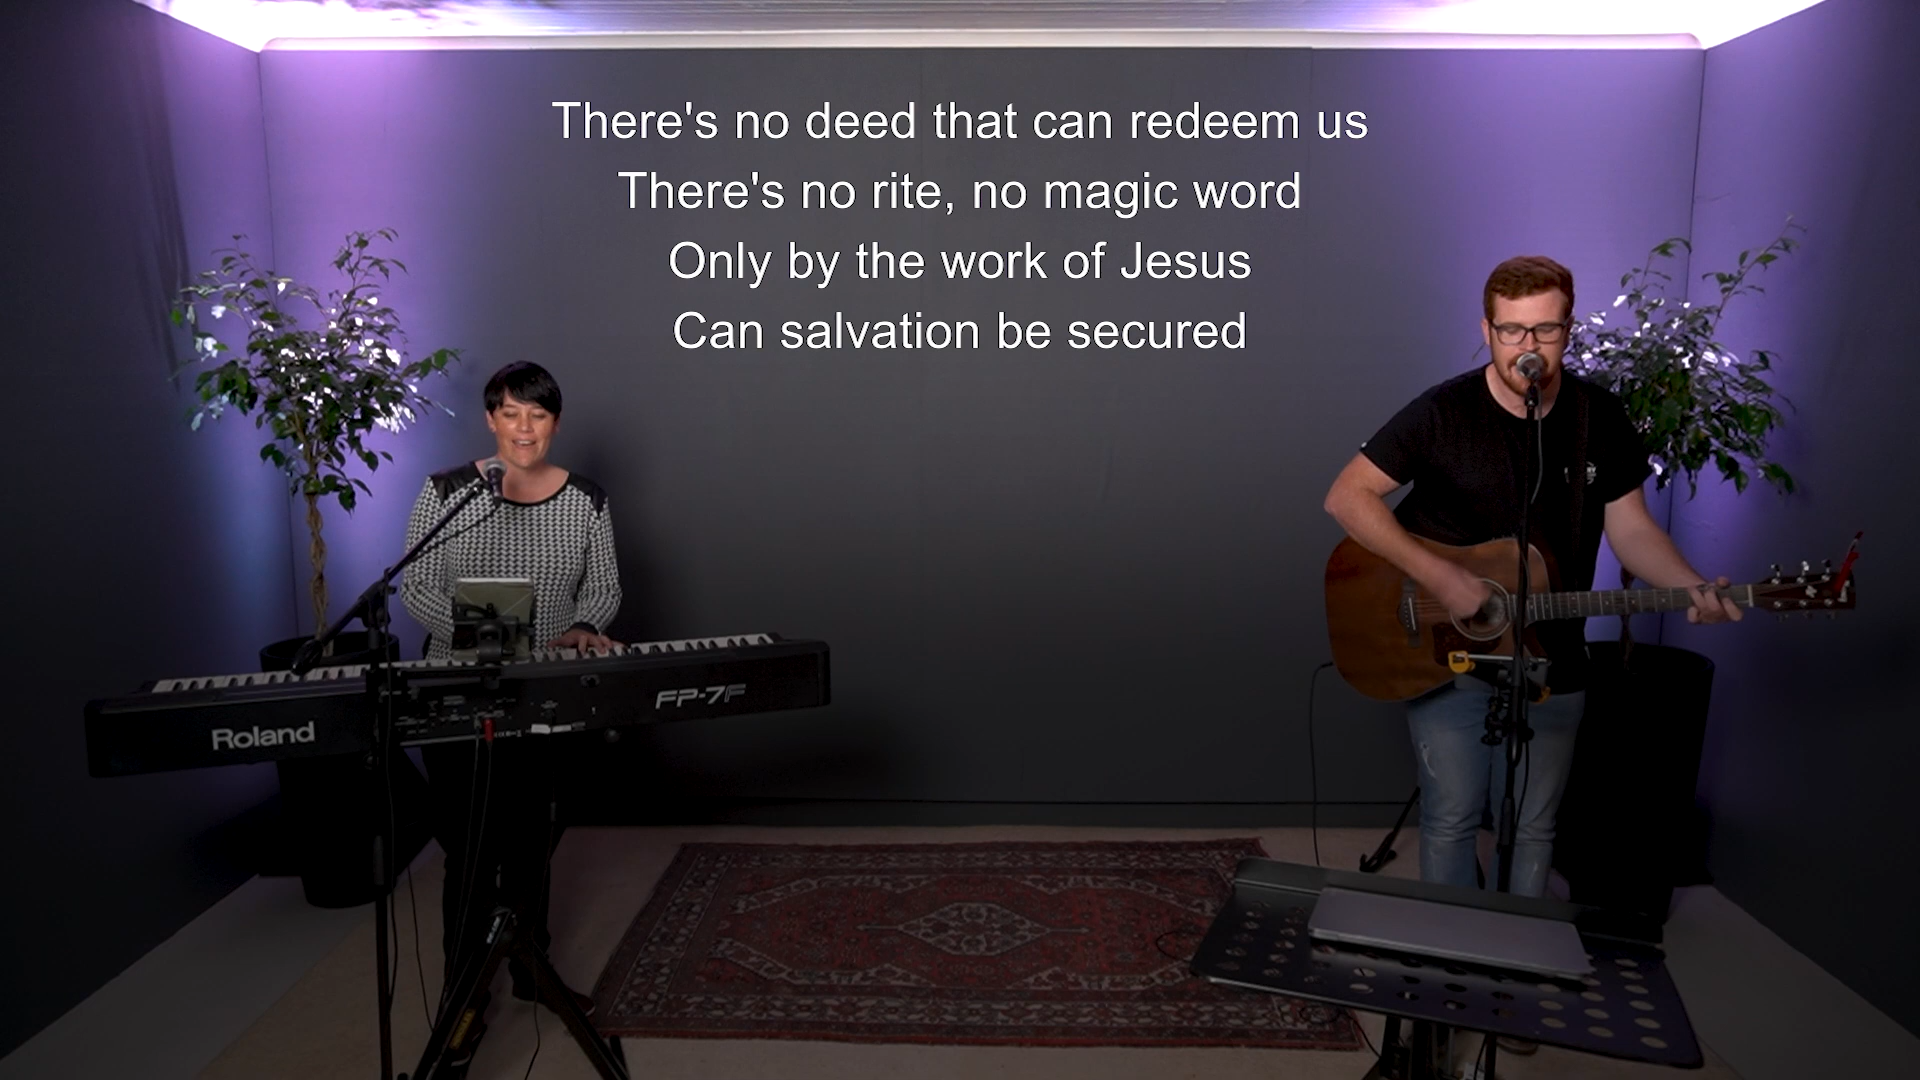 There's no deed that can redeem us
There's no rite, no magic word
Only by the work of Jesus
Can salvation be secured
Roland
FP-7F